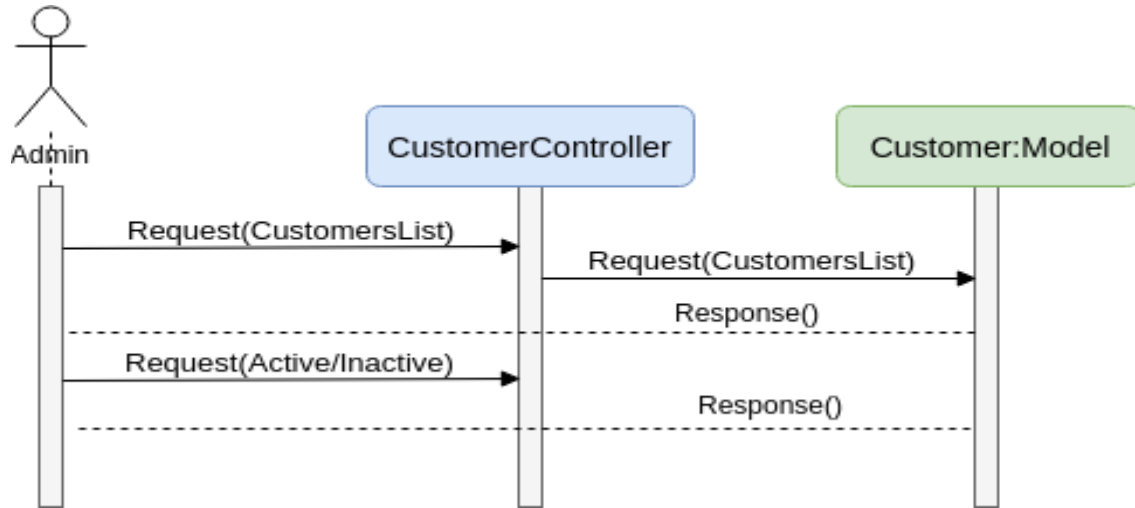 Admin
CustomerController
Customer:Model
Request(CustomersList)
Request(CustomersList)
Response()
Request(Active/Inactive)
Response()